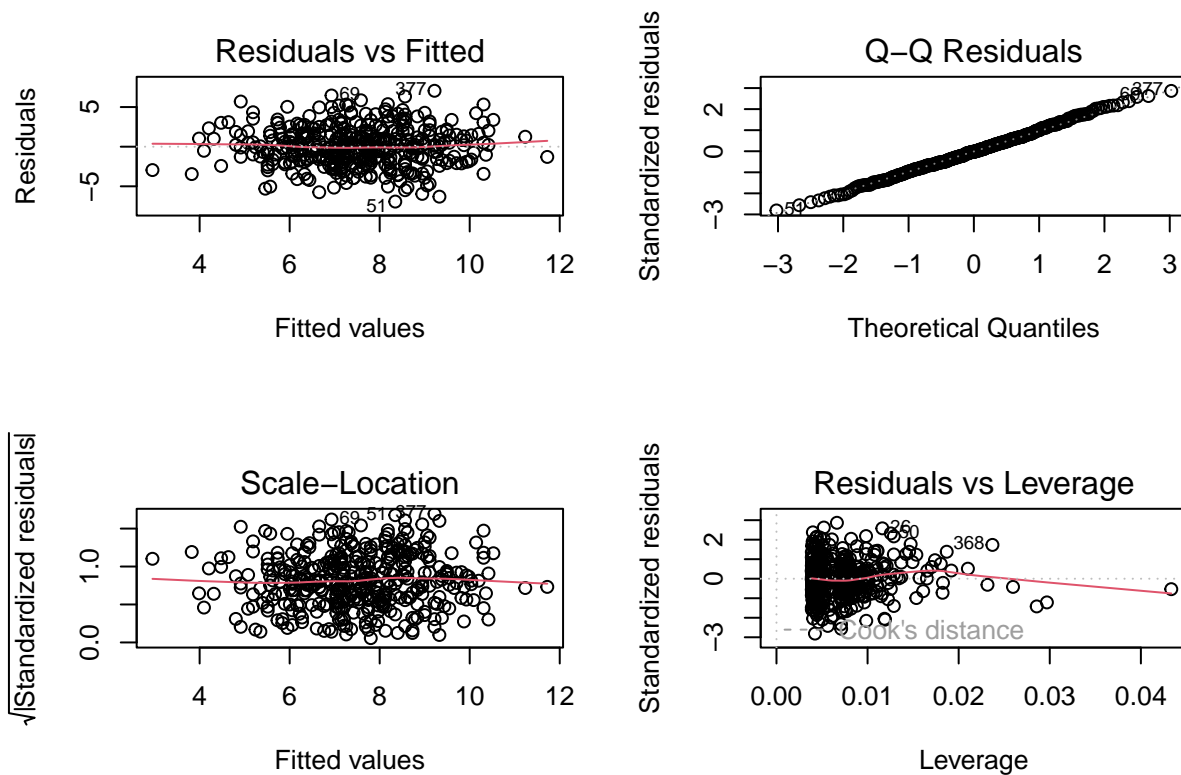 Residuals vs Fitted
Residuals
5
−5
69
377
51
4 6 8 10 12
Fitted values
Q−Q Residuals
Standardized residuals
2
0
−3
377
51
−3 −2 −1 0 1 2 3
Theoretical Quantiles
Scale−Location
√|Standardized residuals|
1.0
0.0
69
51
377
4 6 8 10 12
Fitted values
Residuals vs Leverage
Standardized residuals
2
0
−3
26
368
Cook's distance
0.00 0.01 0.02 0.03 0.04
Leverage